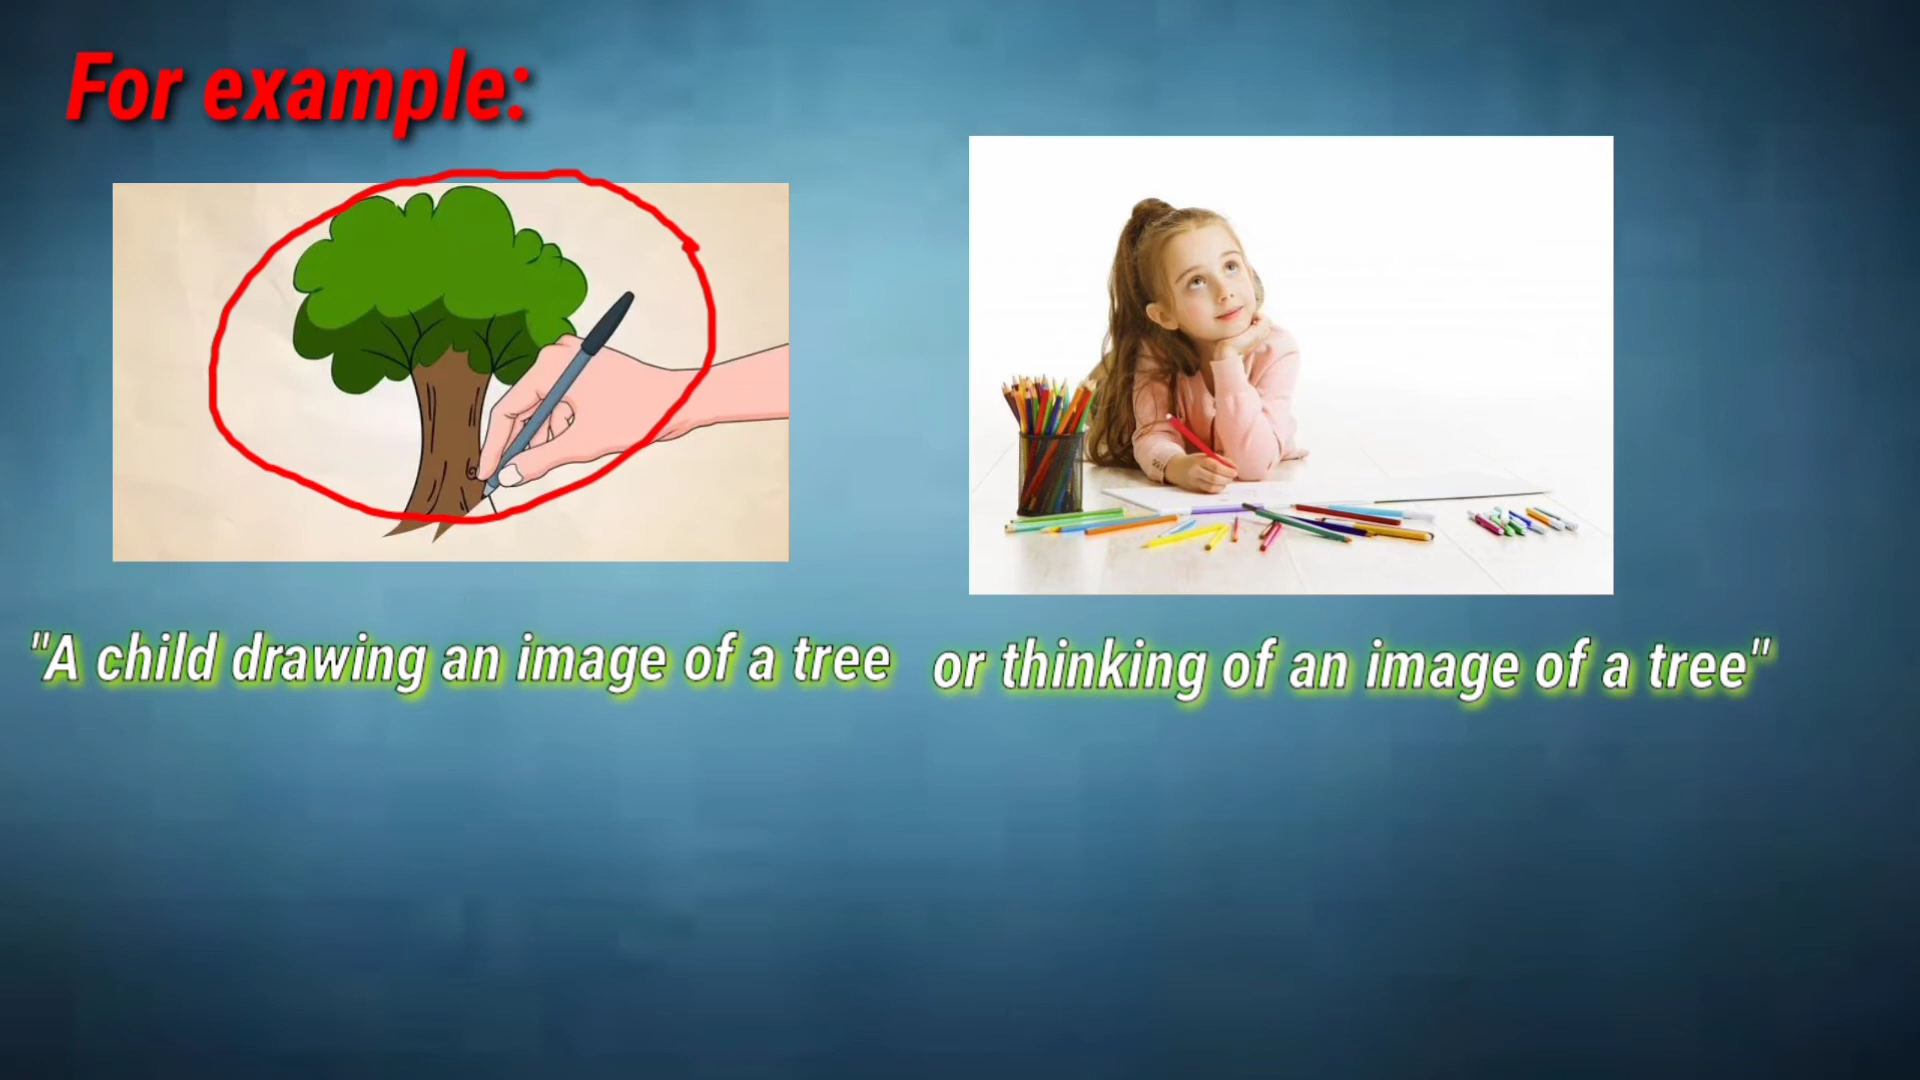 For example:
"A child drawing an image of a tree
or thinking of an image of a tree"